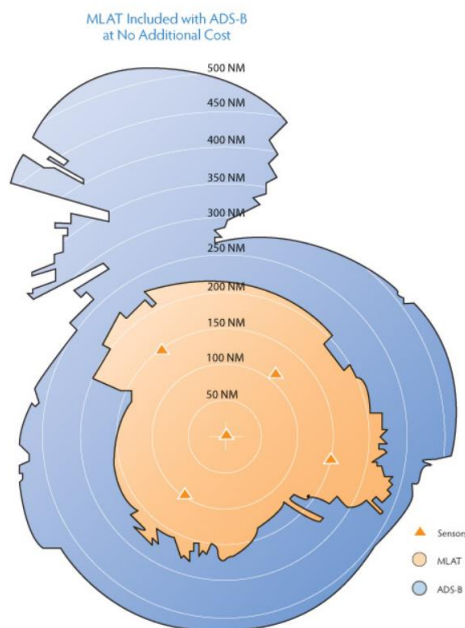 MLAT Included with ADS-B
at No Additional Cost
500 NM
450 NM
400 NM
350 NM
300 NM
250 NM
200 NM
150 NM
100 NM
50 NM
Sensors
MLAT
ADS-B